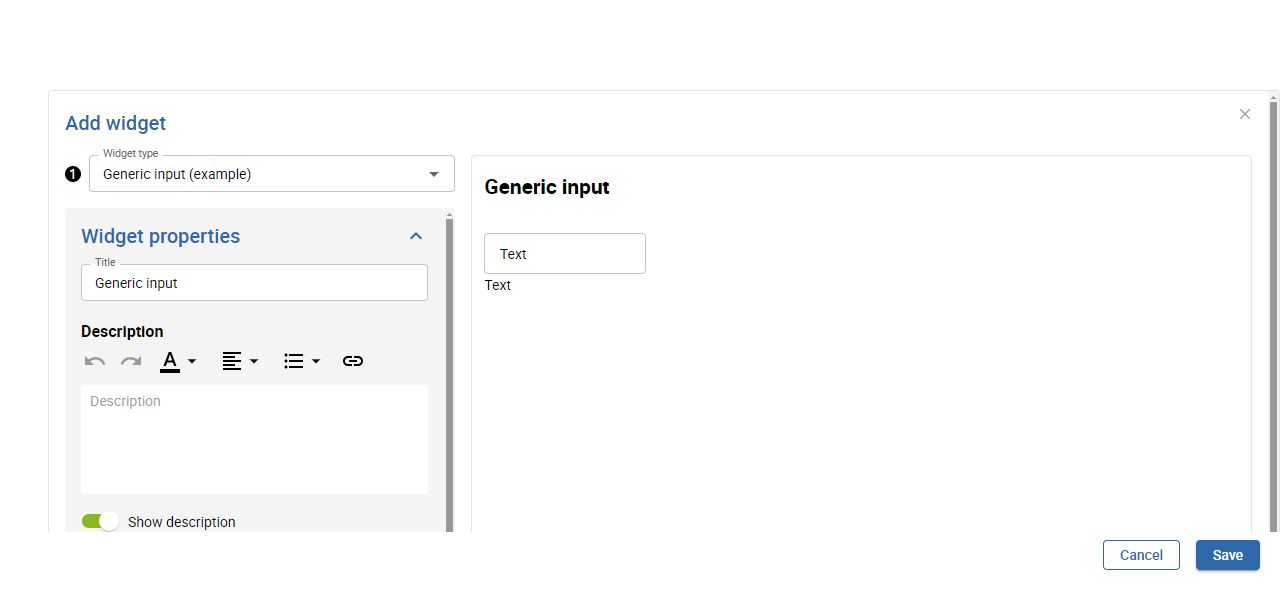 Add widget
Widget type
1
Generic input (example)
Widget properties
Title
Generic input
Description
A
Description
Show description
Generic input
Text
Text
Cancel
Save